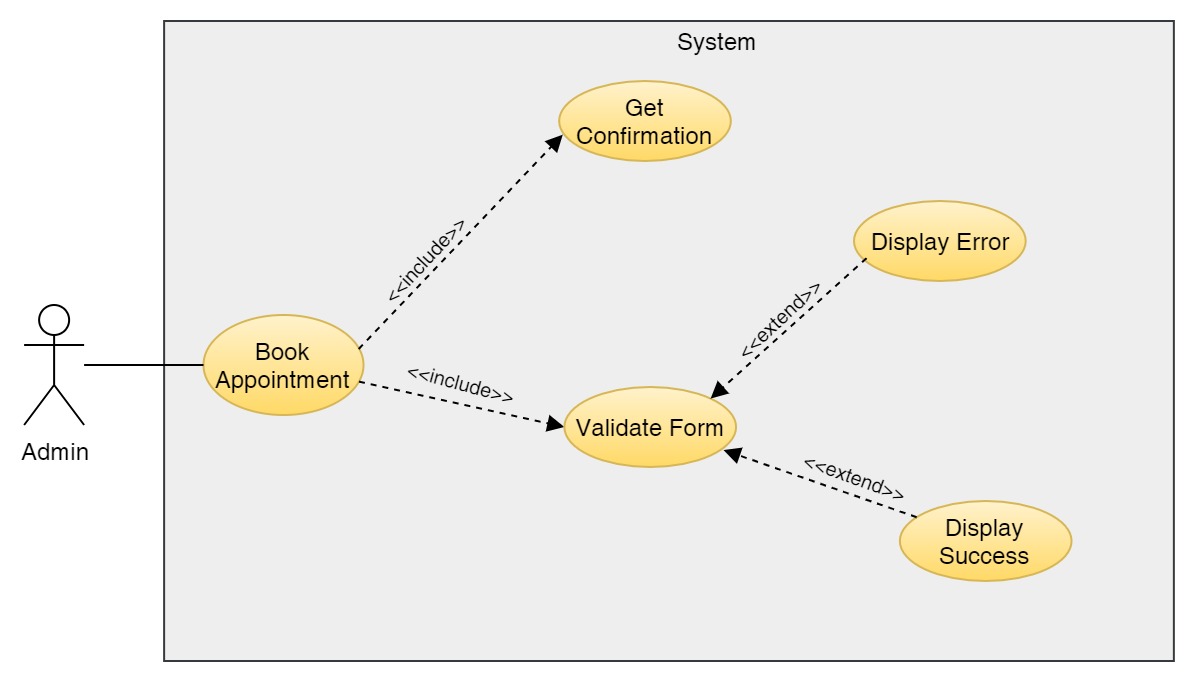 System
Get
Confirmation
<<include>>
Display Error
<<extend>>
Book
Appointment
<<include>>
Validate Form
Admin
<<extend>>
Display
Success